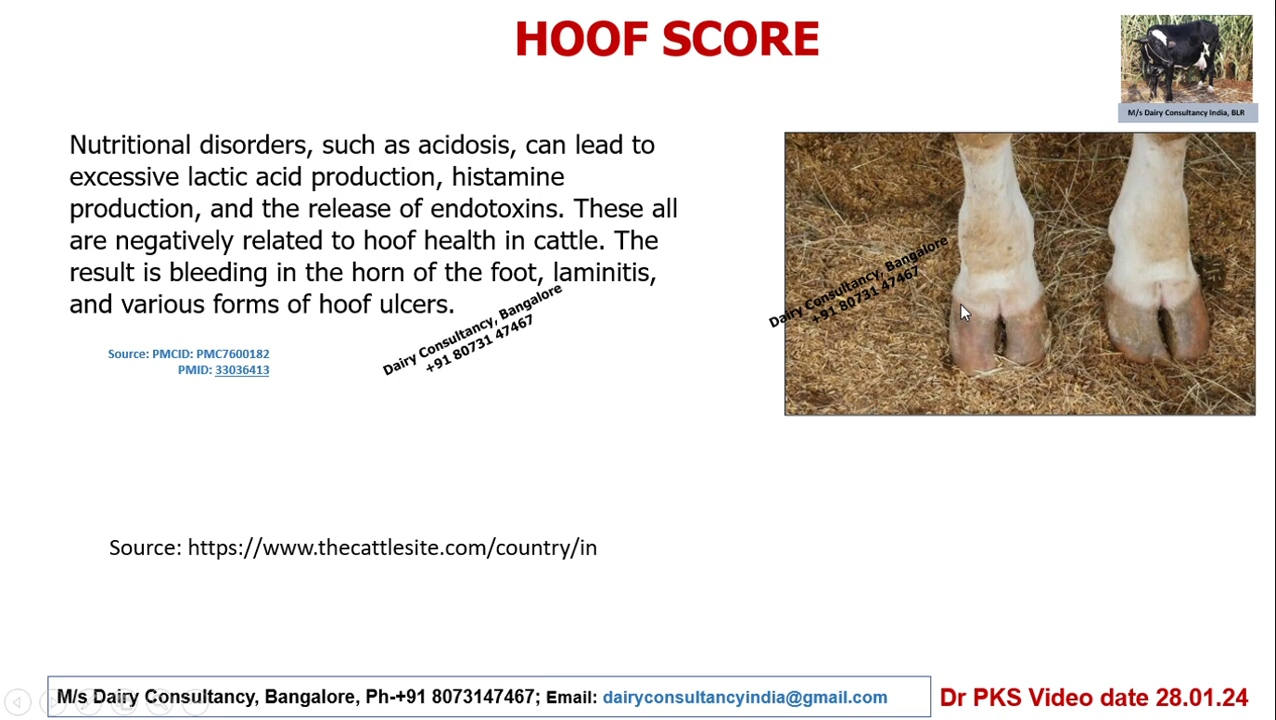 HOOF SCORE
M/s Dairy Consultancy India, BLR
Nutritional disorders, such as acidosis, can lead to
excessive lactic acid production, histamine
production, and the release of endotoxins. These all
are negatively related to hoof health in cattle. The
result is bleeding in the horn of the foot, laminitis,
and various forms of hoof ulcers.
Source: PMCID: PMC7600182
PMID: 33036413
Dairy Consultancy, Bangalore
+91 80731 47467
Dairy Consultancy, Bangalore
+91 80731 47467
Source: https://www.thecattlesite.com/country/in
M/s Dairy Consultancy, Bangalore, Ph-+91 8073147467; Email: dairyconsultancyindia@gmail.com
Dr PKS Video date 28.01.24